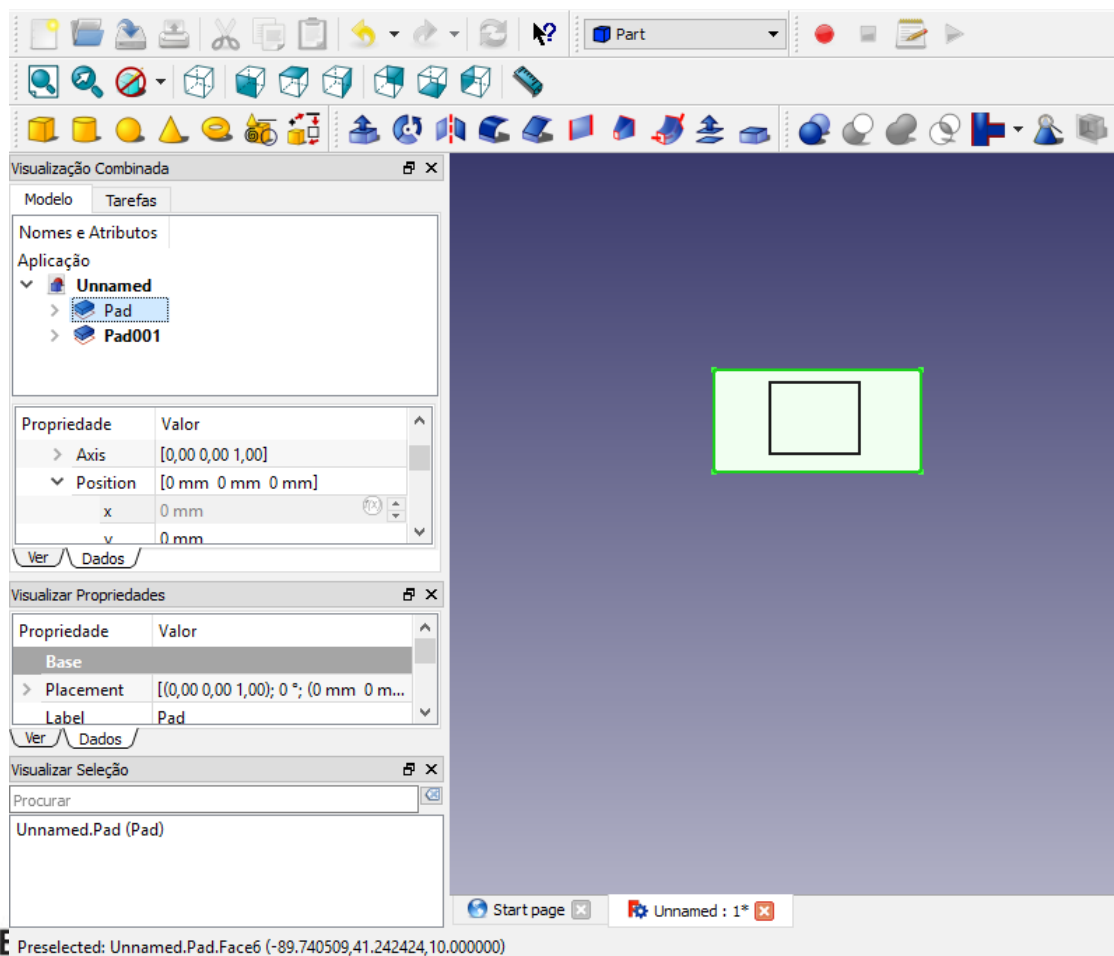 Part
Visualização Combinada
Modelo Tarefas
Nomes e Atributos
Aplicação
Unnamed
Pad
Pad001
Propriedade Valor
Axis [0,00 0,00 1,00]
Position [0 mm 0 mm 0 mm]
x 0 mm
y 0 mm
Ver Dados
Visualizar Propriedades
Propriedade Valor
Base
Placement [(0,00 0,00 1,00); 0 °; (0 mm 0 m...
Label Pad
Ver Dados
Visualizar Seleção
Procurar
Unnamed.Pad (Pad)
Start page Unnamed : 1*
Preselected: Unnamed.Pad.Face6 (-89.740509,41.242424,10.000000)